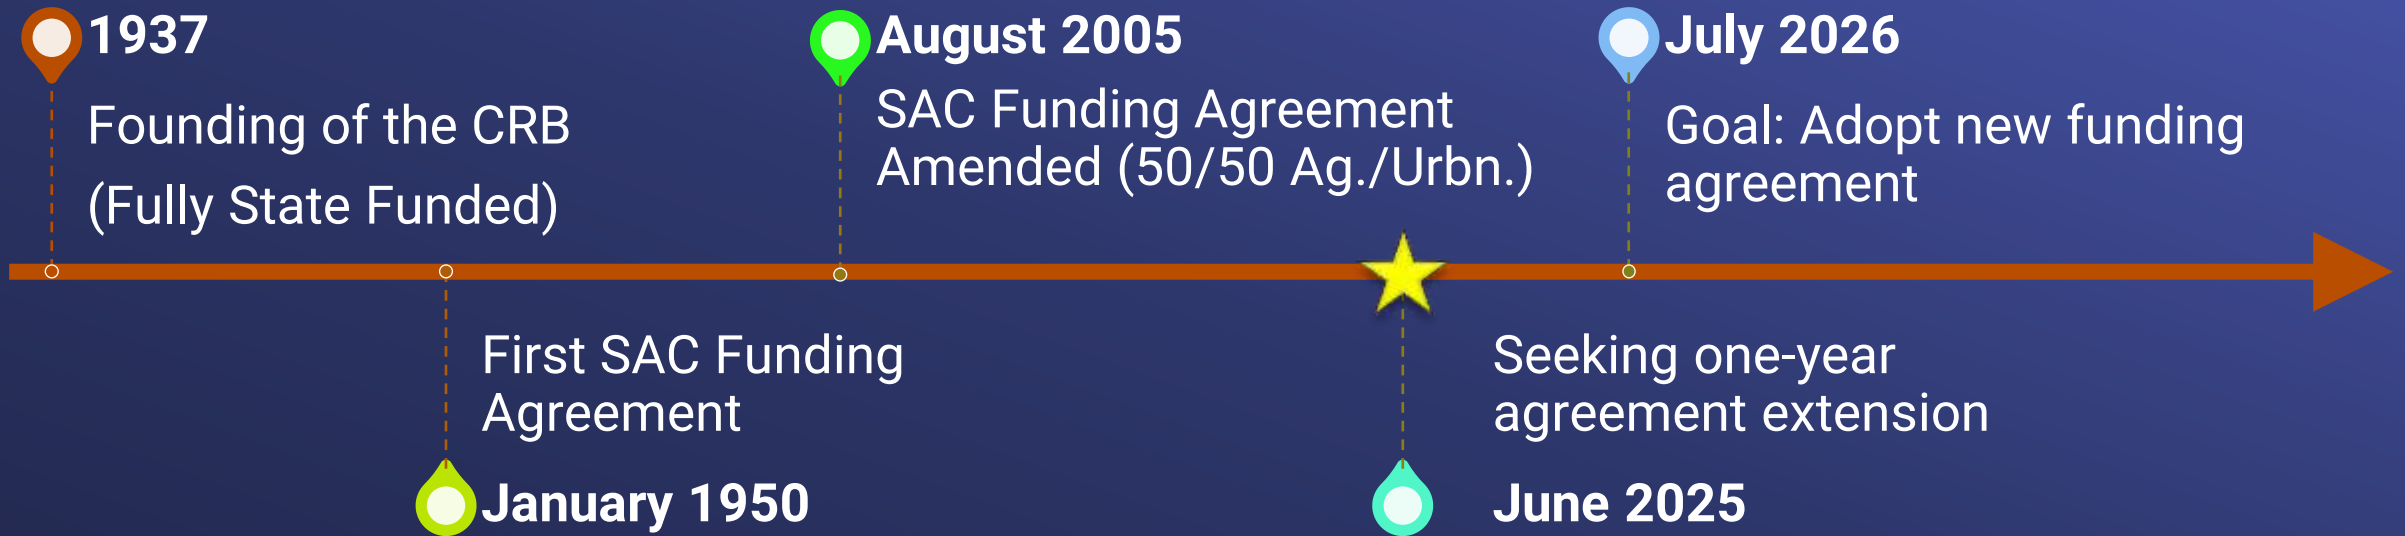 1937
Founding of the CRB
(Fully State Funded)
January 1950
First SAC Funding
Agreement
August 2005
SAC Funding Agreement
Amended (50/50 Ag./Urbn.)
June 2025
Seeking one-year
agreement extension
July 2026
Goal: Adopt new funding
agreement